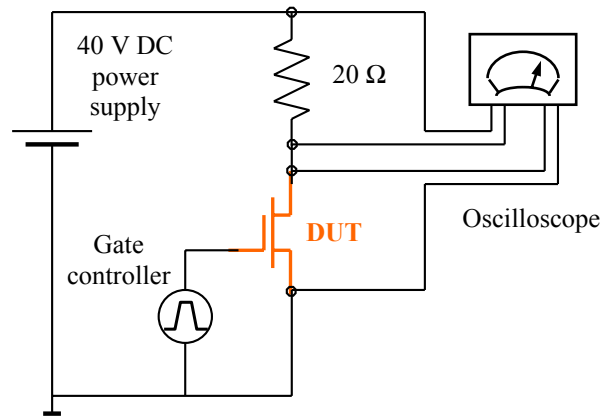 40 V DC
power
supply
20 Ω
Oscilloscope
DUT
Gate
controller